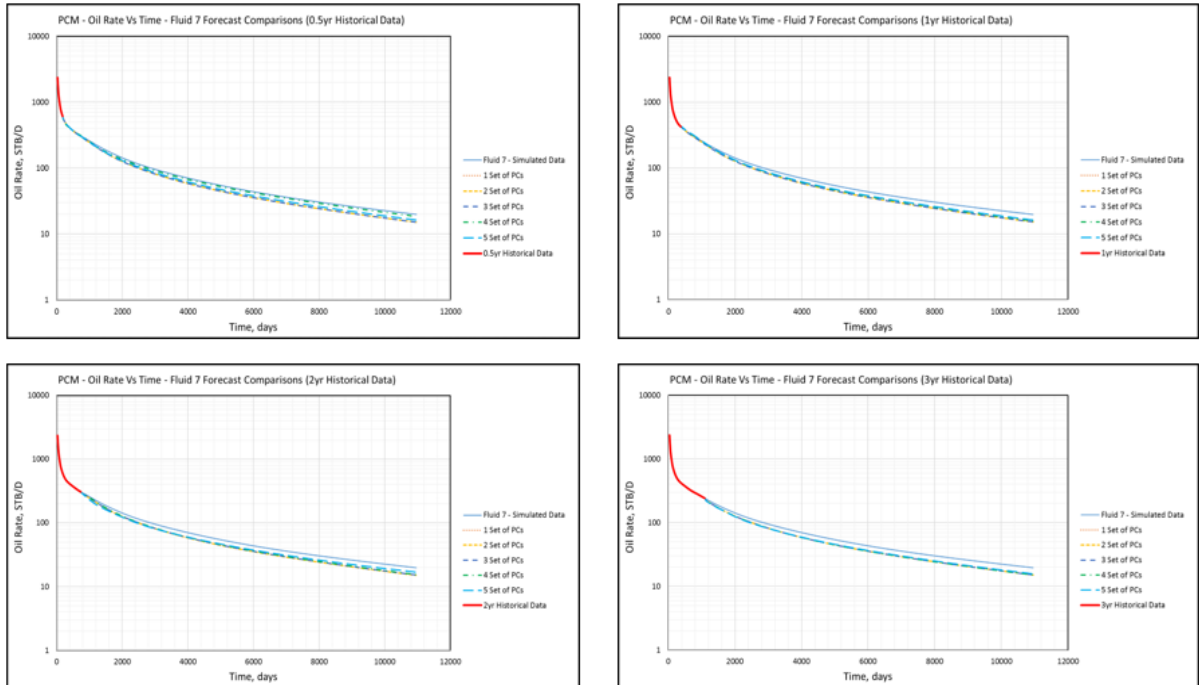 PCM - Oil Rate Vs Time - Fluid 7 Forecast Comparisons (0.5yr Historical Data)
10000
1000
100
10
1
Oil Rate, STB/D
0
2000
4000
6000
8000
10000
12000
Time, days
Fluid 7 - Simulated Data
1 Set of PCs
2 Set of PCs
3 Set of PCs
4 Set of PCs
5 Set of PCs
0.5yr Historical Data
PCM - Oil Rate Vs Time - Fluid 7 Forecast Comparisons (1yr Historical Data)
10000
1000
100
10
1
Oil Rate, STB/D
0
2000
4000
6000
8000
10000
12000
Time, days
Fluid 7 - Simulated Data
1 Set of PCs
2 Set of PCs
3 Set of PCs
4 Set of PCs
5 Set of PCs
1yr Historical Data
PCM - Oil Rate Vs Time - Fluid 7 Forecast Comparisons (2yr Historical Data)
10000
1000
100
10
1
Oil Rate, STB/D
0
2000
4000
6000
8000
10000
12000
Time, days
Fluid 7 - Simulated Data
1 Set of PCs
2 Set of PCs
3 Set of PCs
4 Set of PCs
5 Set of PCs
2yr Historical Data
PCM - Oil Rate Vs Time - Fluid 7 Forecast Comparisons (3yr Historical Data)
10000
1000
100
10
1
Oil Rate, STB/D
0
2000
4000
6000
8000
10000
12000
Time, days
Fluid 7 - Simulated Data
1 Set of PCs
2 Set of PCs
3 Set of PCs
4 Set of PCs
5 Set of PCs
3yr Historical Data